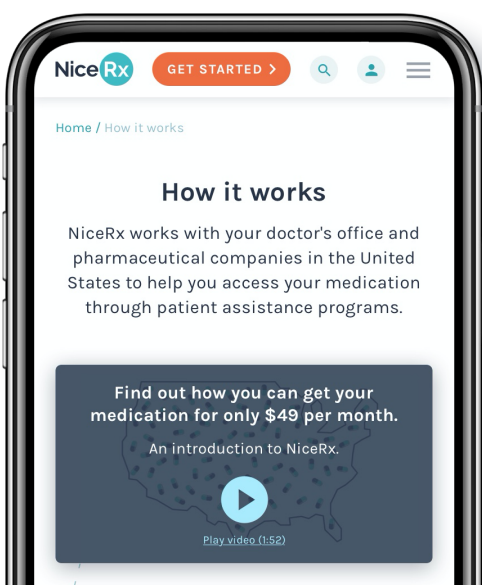 NiceRx
GET STARTED >
Home / How it works
How it works
NiceRx works with your doctor's office and
pharmaceutical companies in the United
States to help you access your medication
through patient assistance programs.
Find out how you can get your
medication for only $49 per month.
An introduction to NiceRx.
Play video (1:52)